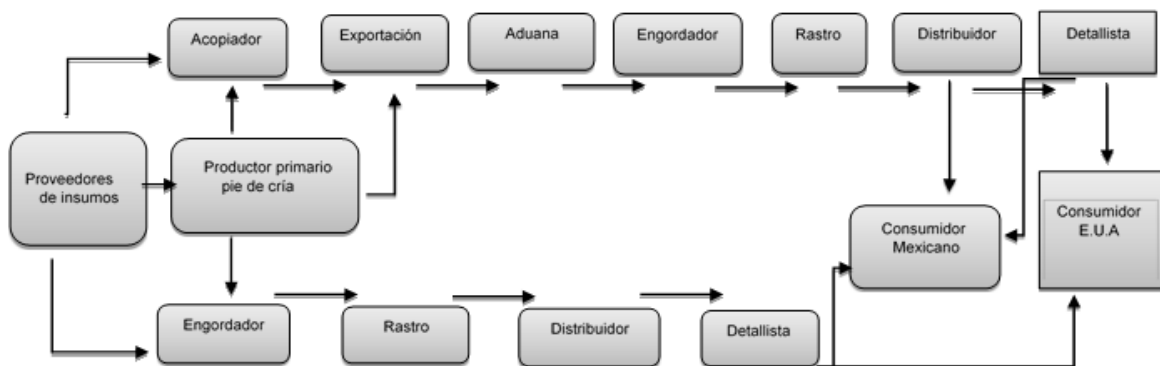 Acopiador
Exportación
Aduana
Engordador
Rastro
Distribuidor
Detallista
Proveedores
de insumos
Productor primario
pie de cría
Consumidor
Mexicano
Consumidor
E.U.A
Engordador
Rastro
Distribuidor
Detallista